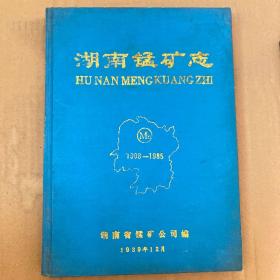 湖南锰矿志
HU NAN MENG KUANG ZHI
Mn
1908—1985
湖南省锰矿公司编
1989年12月